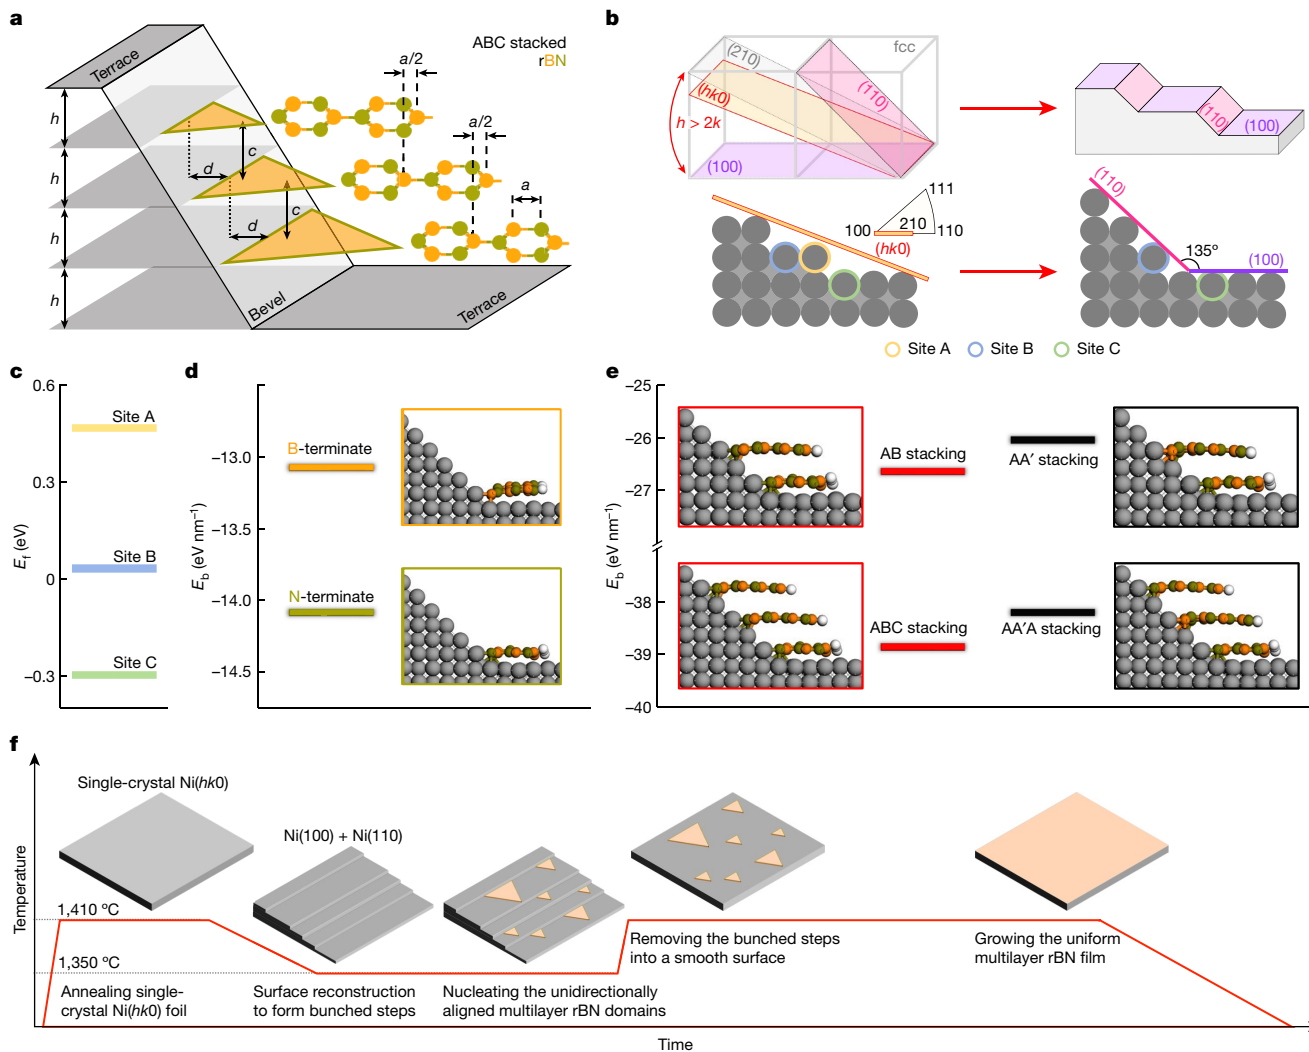 a
ABC stacked
rBN
Terrace
a/2
a/2
a
h
h
h
h
c
c
d
d
Bevel
Terrace
b
(210)
fcc
(hk0)
(110)
h > 2k
(100)
(110)
(100)
111
100
210
110
(hk0)
(110)
135°
(100)
Site A
Site B
Site C
c
0.6
0.3
0
–0.3
Ef (eV)
Site A
Site B
Site C
d
–13.0
–13.5
–14.0
–14.5
Eb (eV nm–1)
B-terminate
N-terminate
e
–25
–26
–27
–38
–39
–40
Eb (eV nm–1)
AB stacking
AA′ stacking
ABC stacking
AA′A stacking
f
Temperature
Single-crystal Ni(hk0)
Ni(100) + Ni(110)
1,410 ºC
1,350 ºC
Annealing single-
crystal Ni(hk0) foil
Surface reconstruction
to form bunched steps
Nucleating the unidirectionally
aligned multilayer rBN domains
Removing the bunched steps
into a smooth surface
Growing the uniform
multilayer rBN film
Time